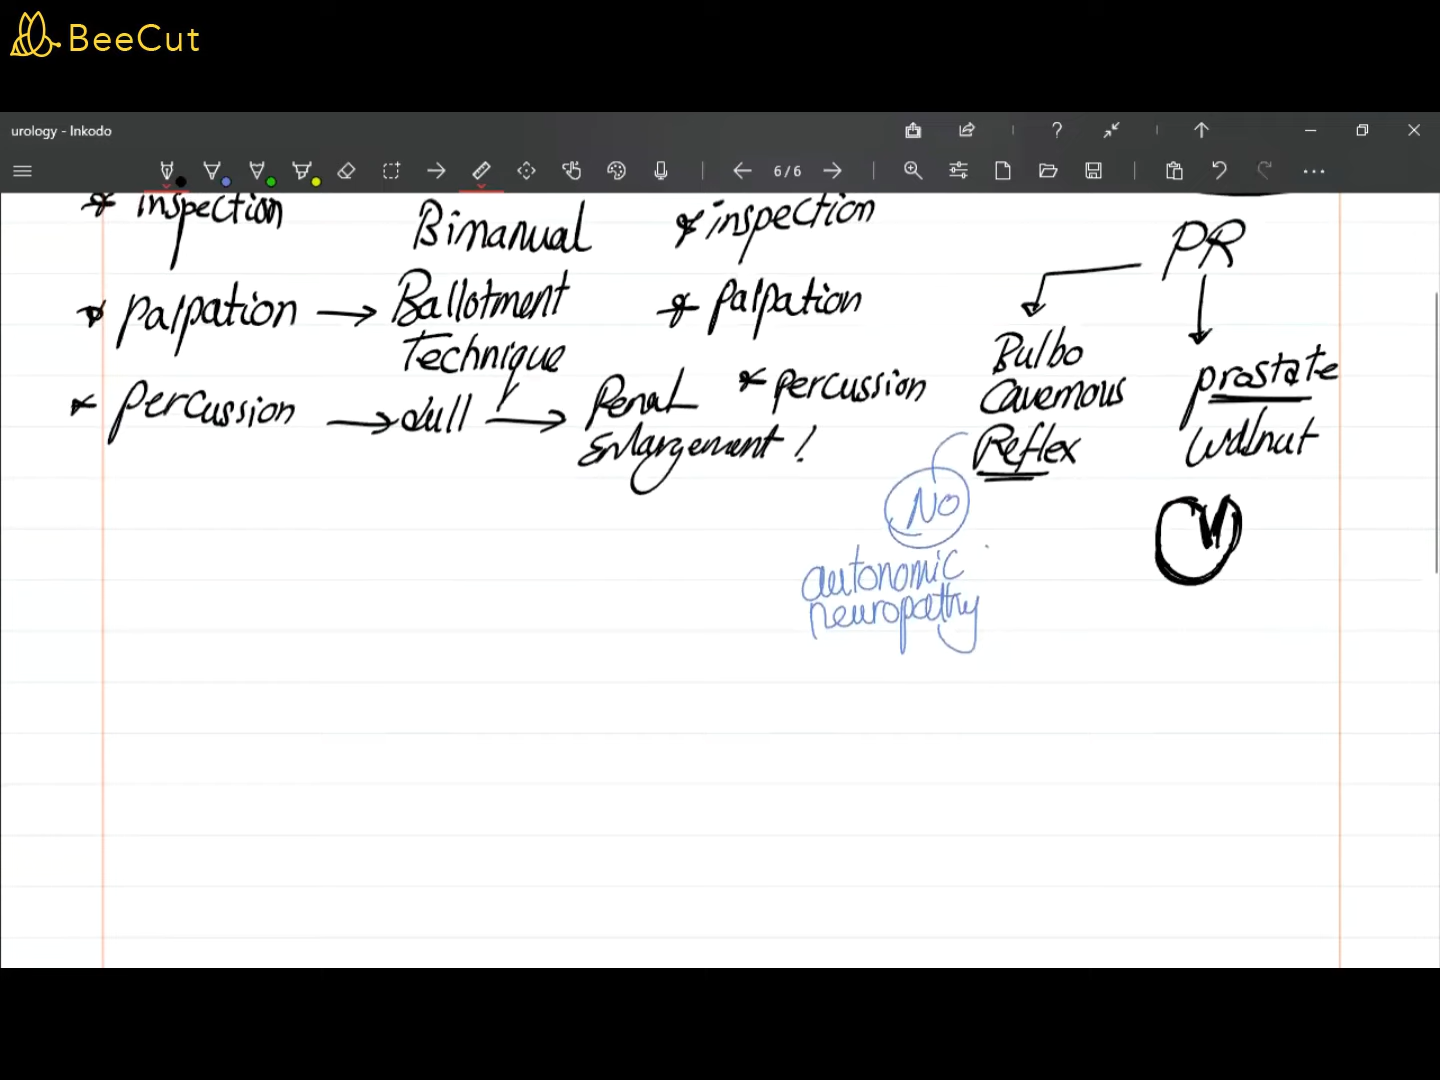 BeeCut
urology - Inkodo
6/6
* inspection
Bimanual
* inspection
PR
* palpation → Ballotment
Technique
* palpation
Bulbo
Cavernous
Reflex
prostate
Walnut
* percussion → dull → Renal
Enlargement !
* percussion
No
autonomic
neuropathy